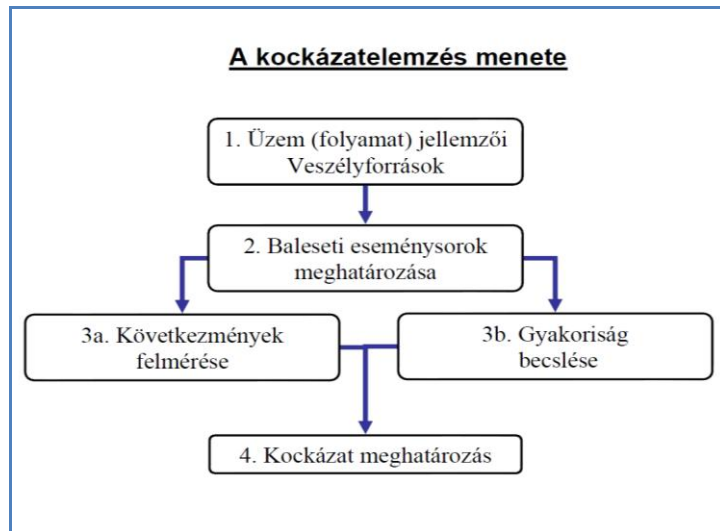 A kockázatelemzés menete
1. Üzem (folyamat) jellemzői
Veszélyforrások
2. Baleseti eseménysorok
meghatározása
3a. Következmények
felmérése
3b. Gyakoriság
becslése
4. Kockázat meghatározás